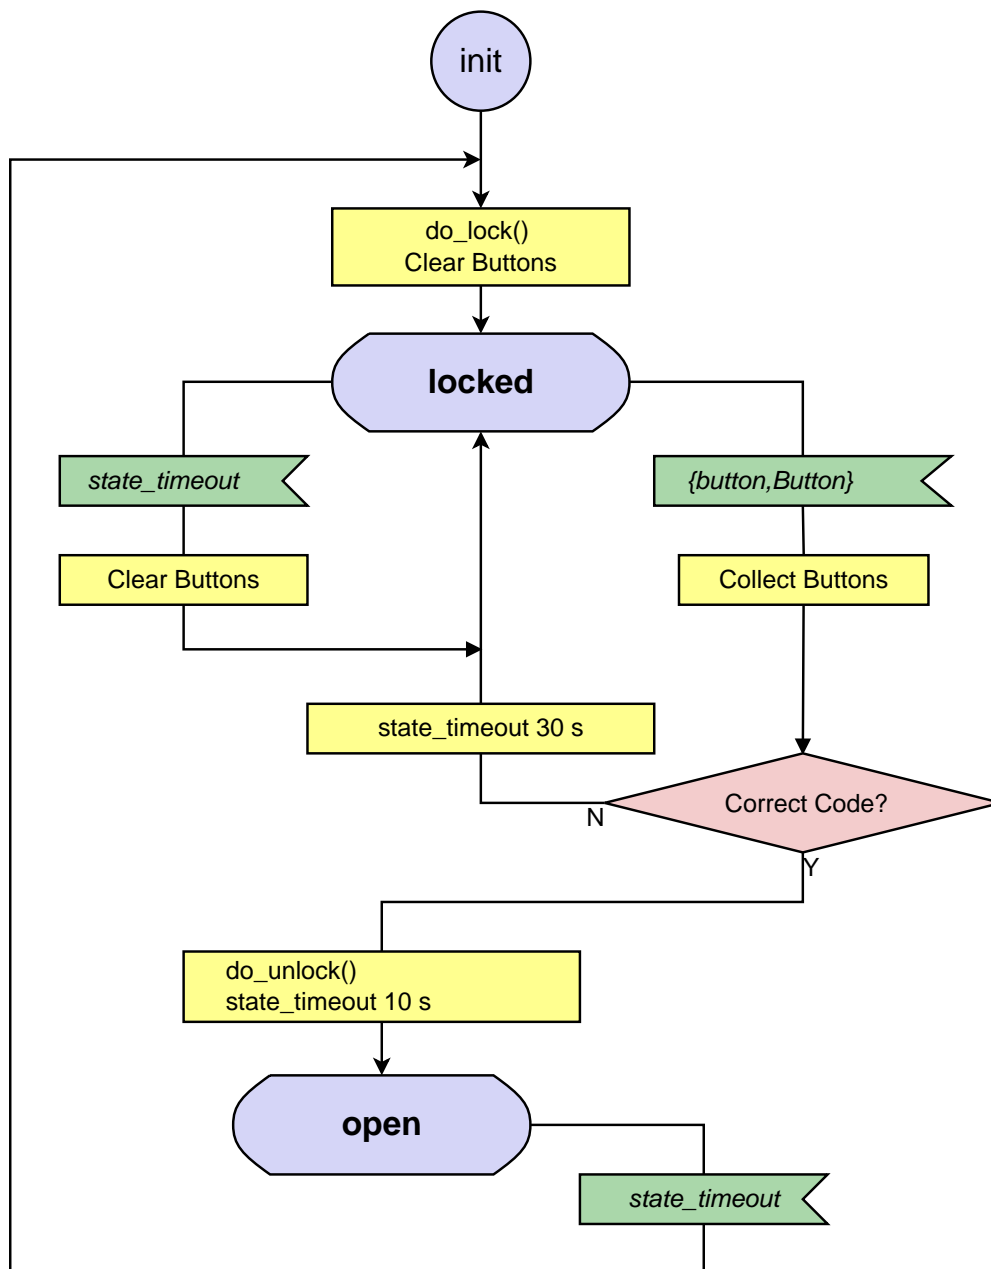 init
do_lock()
Clear Buttons
locked
state_timeout
{button,Button}
Clear Buttons
Collect Buttons
state_timeout 30 s
Correct Code?
N
Y
do_unlock()
state_timeout 10 s
open
state_timeout